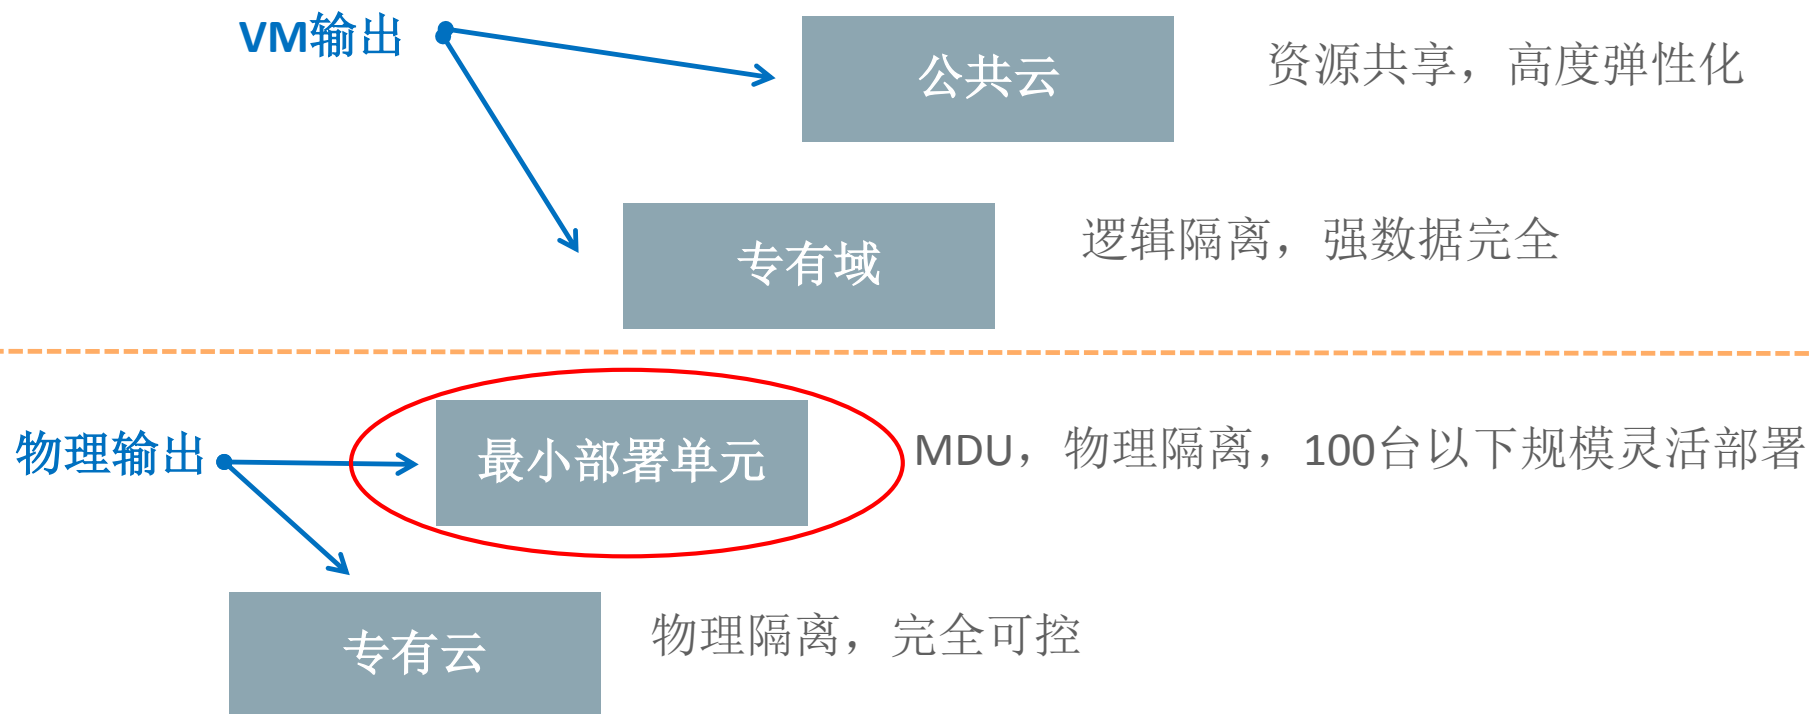 VM输出
公共云
资源共享，高度弹性化
专有域
逻辑隔离，强数据完全
物理输出
最小部署单元
MDU，物理隔离，100台以下规模灵活部署
专有云
物理隔离，完全可控